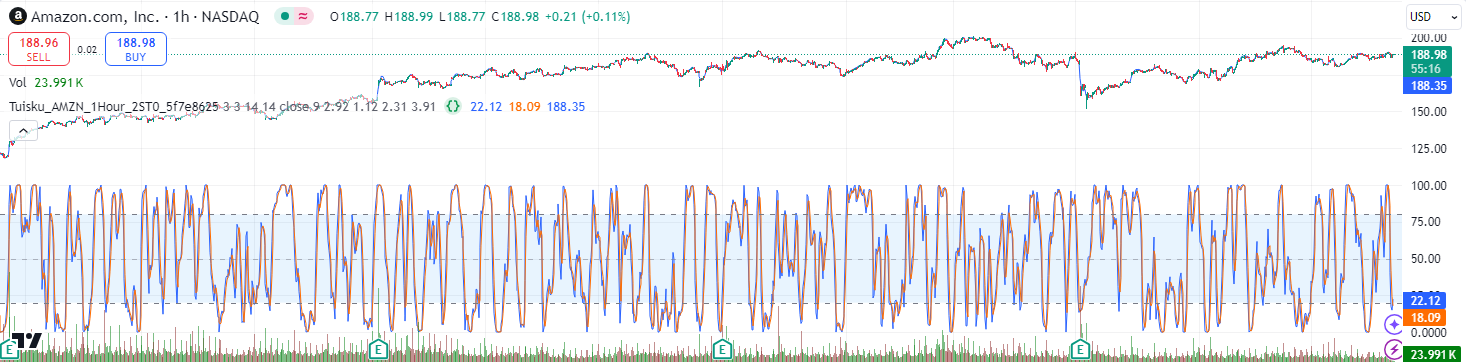 a Amazon.com, Inc. · 1h · NASDAQ ≈ O188.77 H188.99 L188.77 C188.98 +0.21 (+0.11%)
USD
188.96 SELL 0.02 188.98 BUY
Vol 23.991 K
Tuisku_AMZN_1Hour_2ST0_5f7e8625 3 3 14 14 close 9 2.92 1.12 2.31 3.91 {} 22.12 18.09 188.35
200.00
188.98
55:16
188.35
150.00
125.00
100.00
75.00
50.00
22.12
18.09
0.0000
23.991 K
E
E
E
E